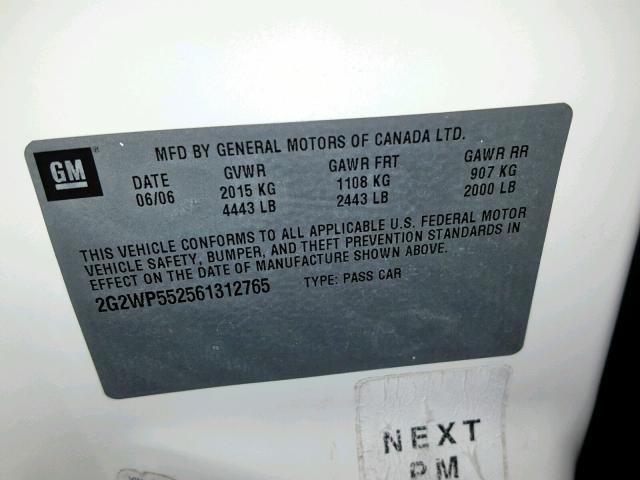 GM
MFD BY GENERAL MOTORS OF CANADA LTD.
DATE GVWR GAWR FRT GAWR RR
06/06 2015 KG 1108 KG 907 KG
4443 LB 2443 LB 2000 LB
THIS VEHICLE CONFORMS TO ALL APPLICABLE U.S. FEDERAL MOTOR
VEHICLE SAFETY, BUMPER, AND THEFT PREVENTION STANDARDS IN
EFFECT ON THE DATE OF MANUFACTURE SHOWN ABOVE.
2G2WP552561312765 TYPE: PASS CAR
NEXT
PM